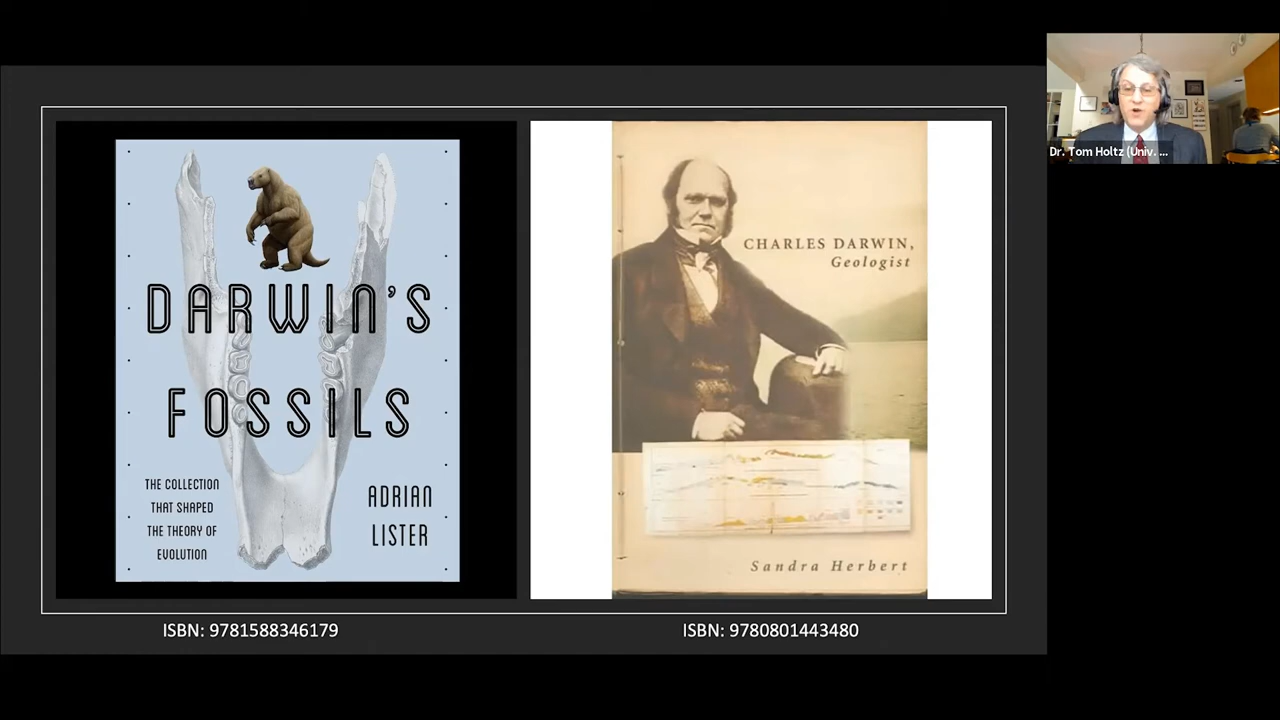 DARWIN'S
FOSSILS
THE COLLECTION
THAT SHAPED
THE THEORY OF
EVOLUTION
ADRIAN
LISTER
ISBN: 9781588346179
CHARLES DARWIN,
Geologist
Sandra Herbert
ISBN: 9780801443480
Dr. Tom Holtz (Univ. ...